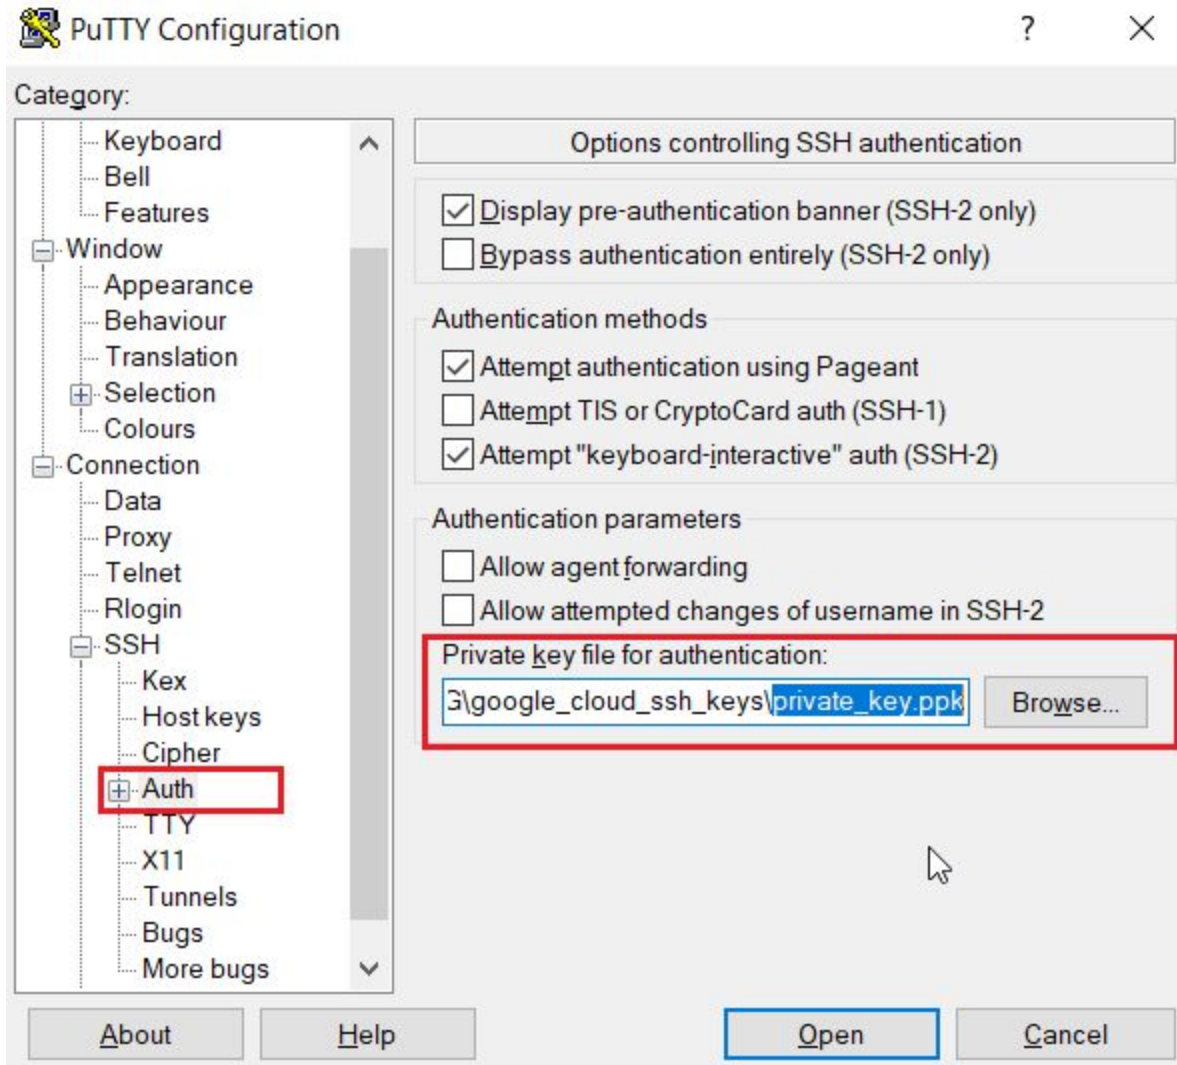 PuTTY Configuration
?
Category:
Keyboard
Bell
Features
Window
Appearance
Behaviour
Translation
Selection
Colours
Connection
Data
Proxy
Telnet
Rlogin
SSH
Kex
Host keys
Cipher
Auth
TTY
X11
Tunnels
Bugs
More bugs
Options controlling SSH authentication
Display pre-authentication banner (SSH-2 only)
Bypass authentication entirely (SSH-2 only)
Authentication methods
Attempt authentication using Pageant
Attempt TIS or CryptoCard auth (SSH-1)
Attempt "keyboard-interactive" auth (SSH-2)
Authentication parameters
Allow agent forwarding
Allow attempted changes of username in SSH-2
Private key file for authentication:
\google_cloud_ssh_keys\private_key.ppk
Browse...
About
Help
Open
Cancel